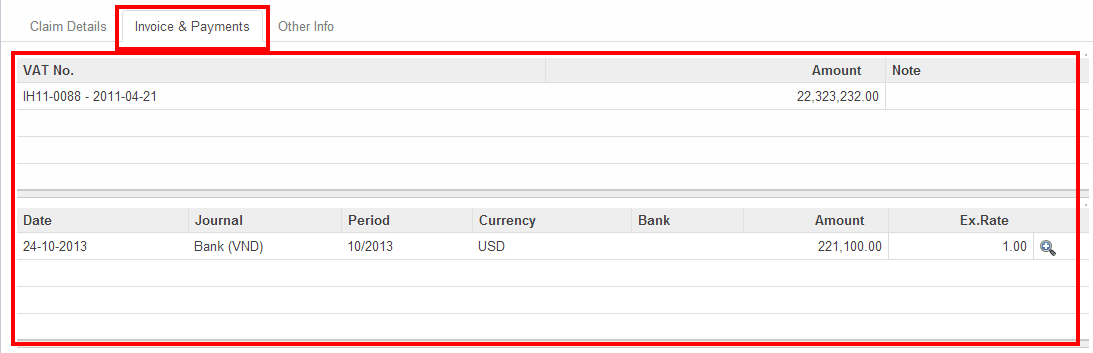 Claim Details Invoice & Payments Other Info
VAT No. Amount Note
IH11-0088 - 2011-04-21 22,323,232.00
Date Journal Period Currency Bank Amount Ex.Rate
24-10-2013 Bank (VND) 10/2013 USD 221,100.00 1.00